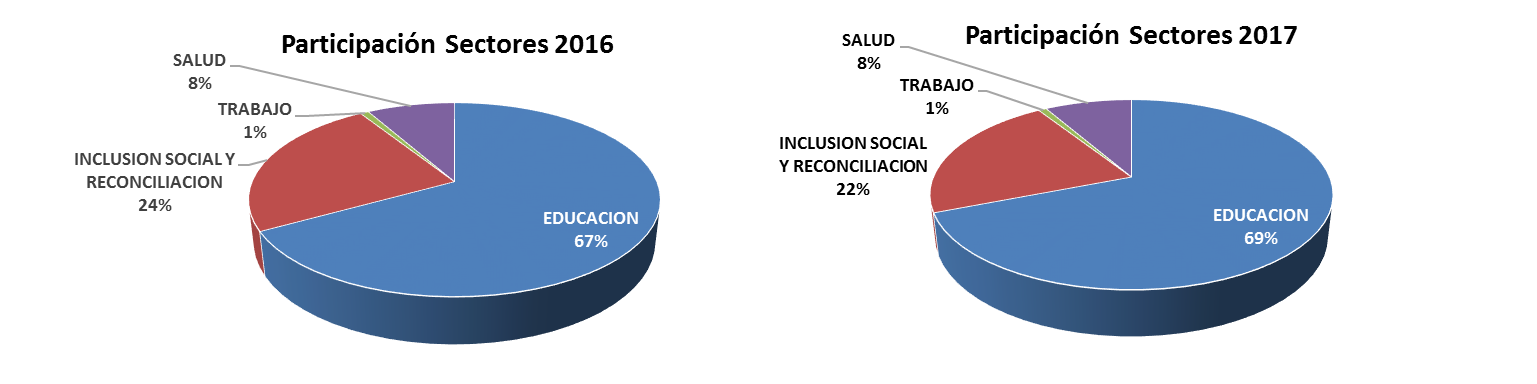 Participación Sectores 2016
SALUD
8%
TRABAJO
1%
INCLUSION SOCIAL Y
RECONCILIACION
24%
EDUCACION
67%
Participación Sectores 2017
SALUD
8%
TRABAJO
1%
INCLUSION SOCIAL
Y RECONCILIACION
22%
EDUCACION
69%